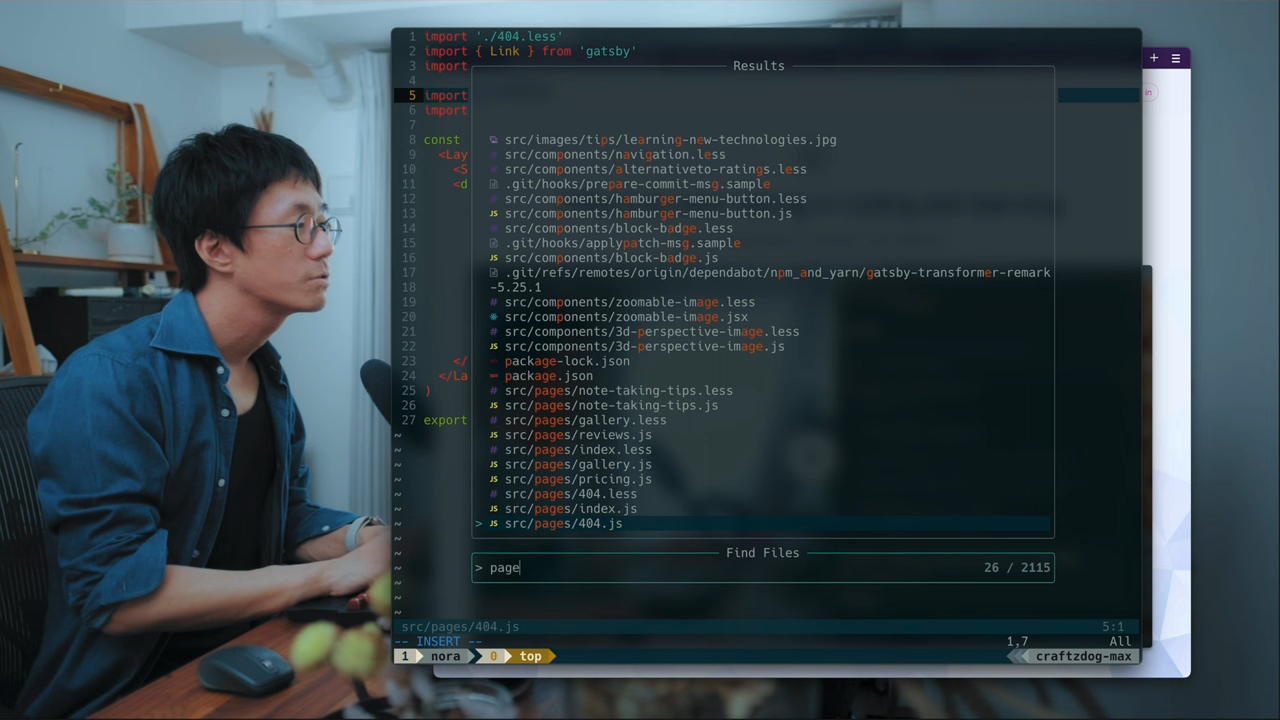 1 import './404.less'
2 import { Link } from 'gatsby'
3 import
Results
4
5 import
6 import
7
8 const
src/images/tips/learning-new-technologies.jpg
9 <Lay
# src/components/navigation.less
10 <S
# src/components/alternativeto-ratings.less
11 <d
.git/hooks/prepare-commit-msg.sample
12
# src/components/hamburger-menu-button.less
13
JS src/components/hamburger-menu-button.js
14
# src/components/block-badge.less
15
.git/hooks/applypatch-msg.sample
16
JS src/components/block-badge.js
17
.git/refs/remotes/origin/dependabot/npm_and_yarn/gatsby-transformer-remark
18
-5.25.1
19
# src/components/zoomable-image.less
20
src/components/zoomable-image.jsx
21
# src/components/3d-perspective-image.less
22
JS src/components/3d-perspective-image.js
23 </
package-lock.json
24 </La
package.json
25 )
# src/pages/note-taking-tips.less
26
JS src/pages/note-taking-tips.js
27 export
# src/pages/gallery.less
~
JS src/pages/reviews.js
~
# src/pages/index.less
~
JS src/pages/gallery.js
~
JS src/pages/pricing.js
~
# src/pages/404.less
~
JS src/pages/index.js
~
> JS src/pages/404.js
~
~
Find Files
~
> page
26 / 2115
~
~
~
src/pages/404.js
5:1
-- INSERT --
1,7
All
1 nora 0 top
craftzdog-max
in